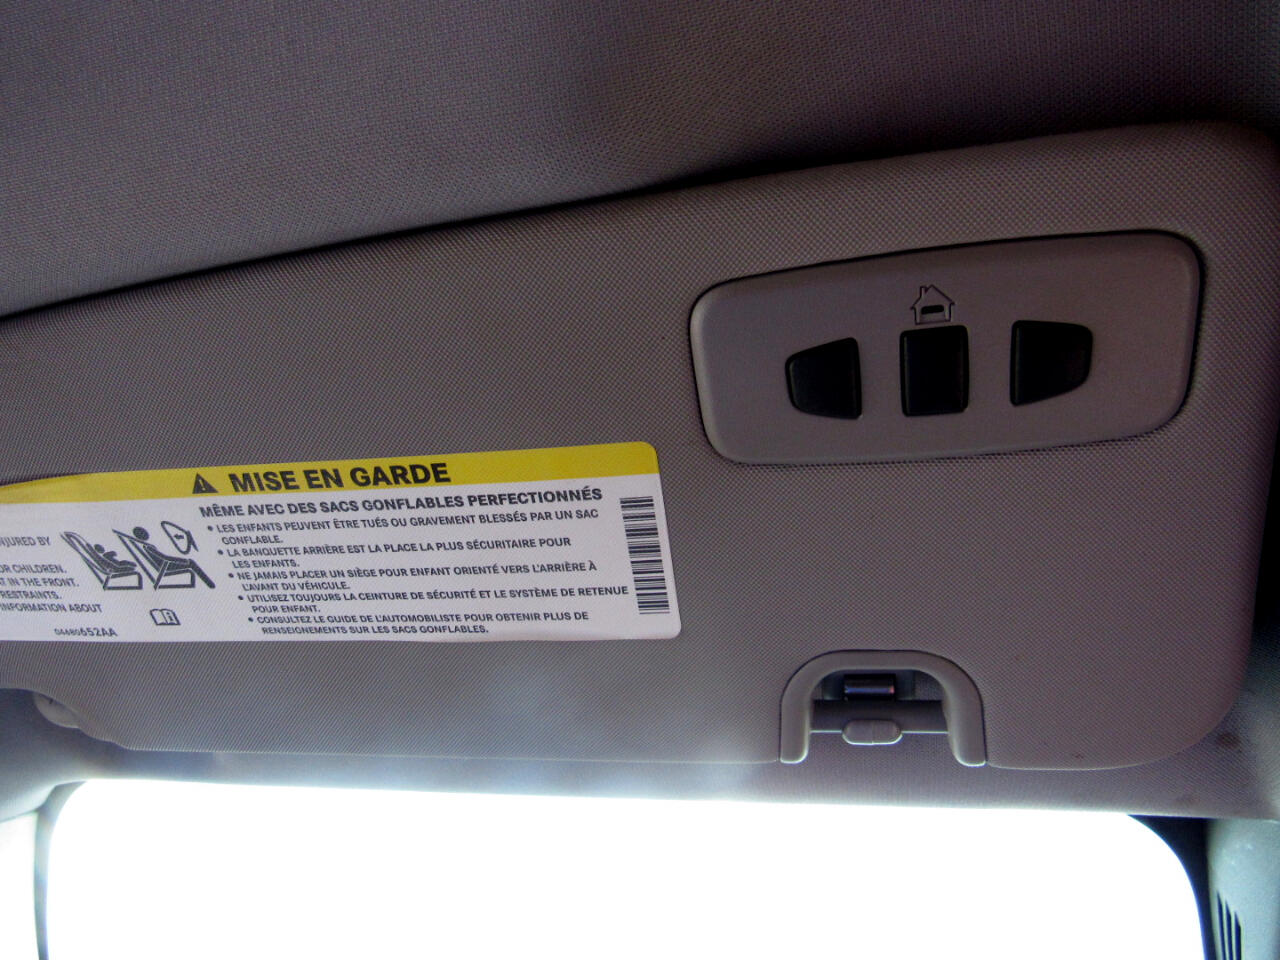 MISE EN GARDE
MÊME AVEC DES SACS GONFLABLES PERFECTIONNÉS
• LES ENFANTS PEUVENT ÊTRE TUÉS OU GRAVEMENT BLESSÉS PAR UN SAC
GONFLABLE.
• LA BANQUETTE ARRIÈRE EST LA PLACE LA PLUS SÉCURITAIRE POUR
LES ENFANTS.
• NE JAMAIS PLACER UN SIÈGE POUR ENFANT ORIENTÉ VERS L'ARRIÈRE À
L'AVANT DU VÉHICULE.
• UTILISEZ TOUJOURS LA CEINTURE DE SÉCURITÉ ET LE SYSTÈME DE RETENUE
POUR ENFANT.
• CONSULTEZ LE GUIDE DE L'AUTOMOBILISTE POUR OBTENIR PLUS DE
RENSEIGNEMENTS SUR LES SACS GONFLABLES.
NJURED BY
OR CHILDREN.
T IN THE FRONT.
RESTRAINTS.
INFORMATION ABOUT
04680652AA